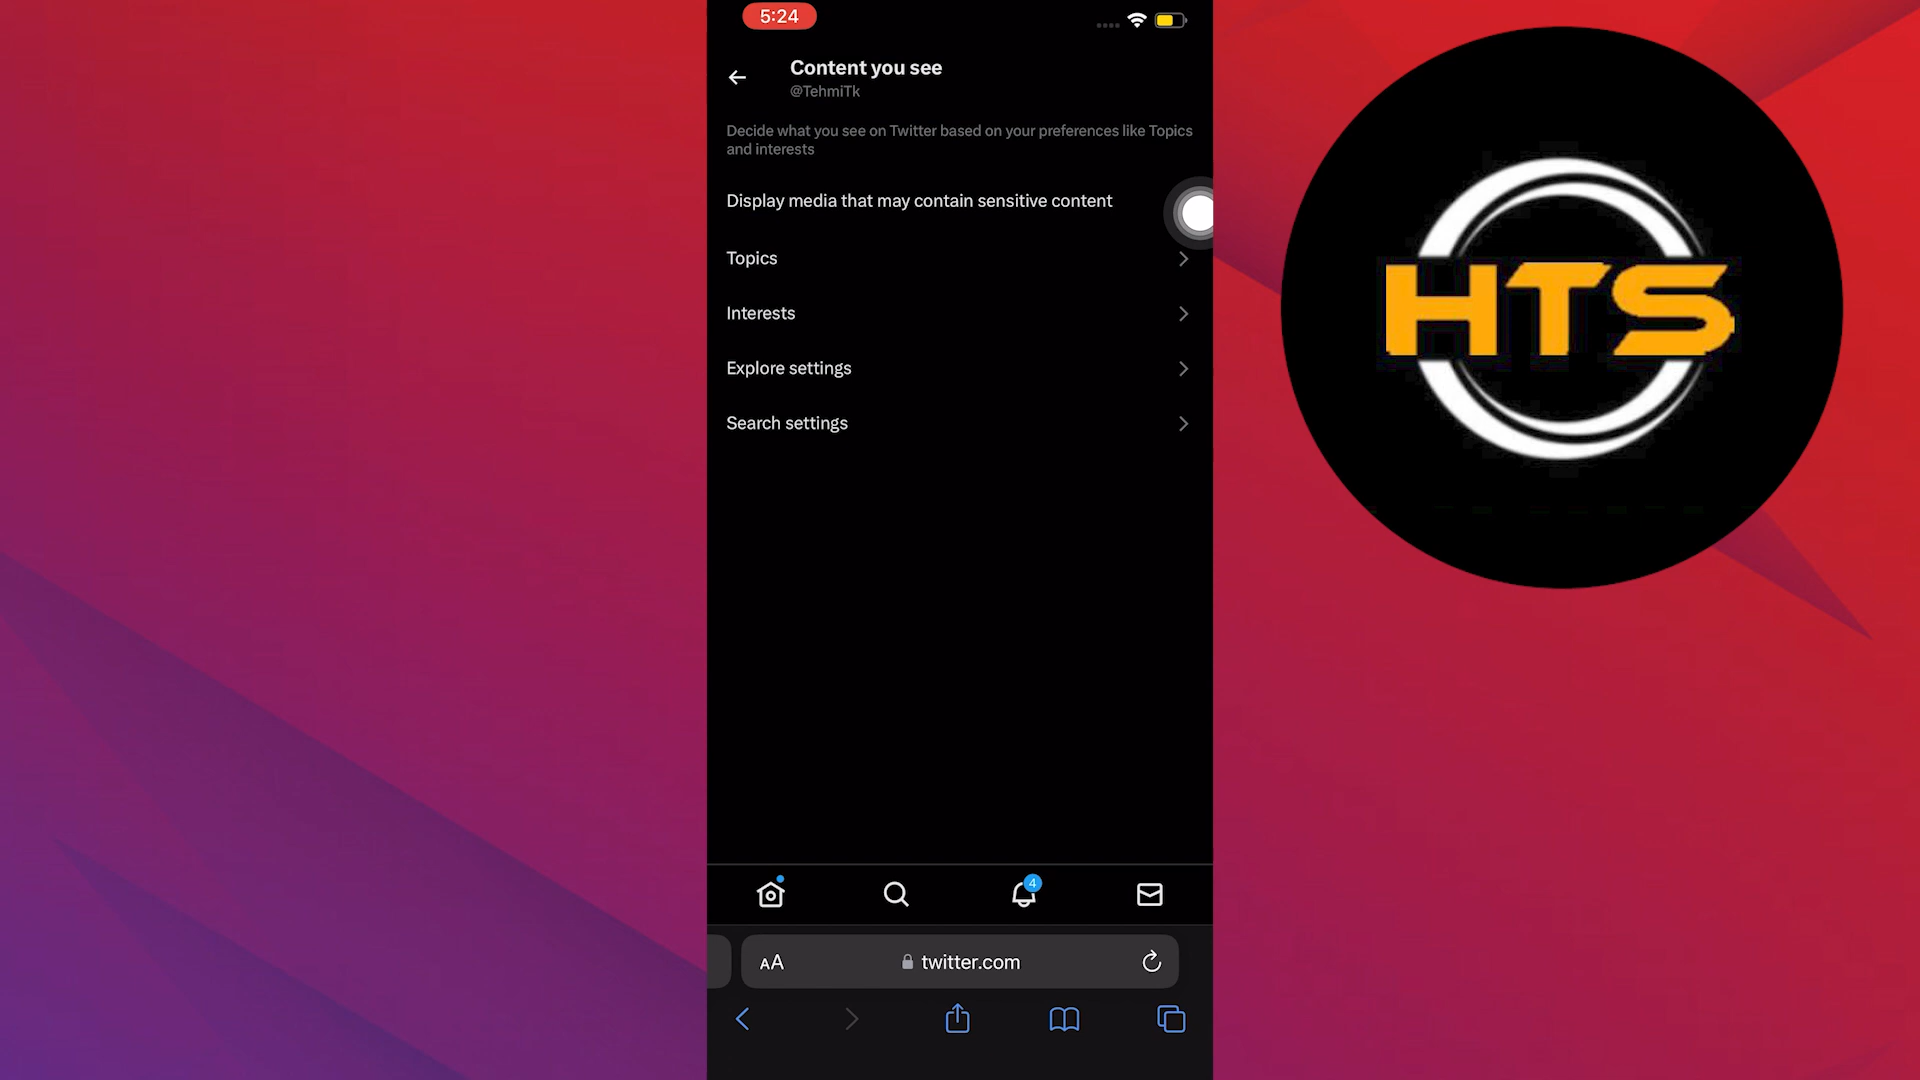 5:24
Content you see
@TehmiTk
Decide what you see on Twitter based on your preferences like Topics
and interests
Display media that may contain sensitive content
Topics
Interests
Explore settings
Search settings
4
AA
twitter.com
HTS